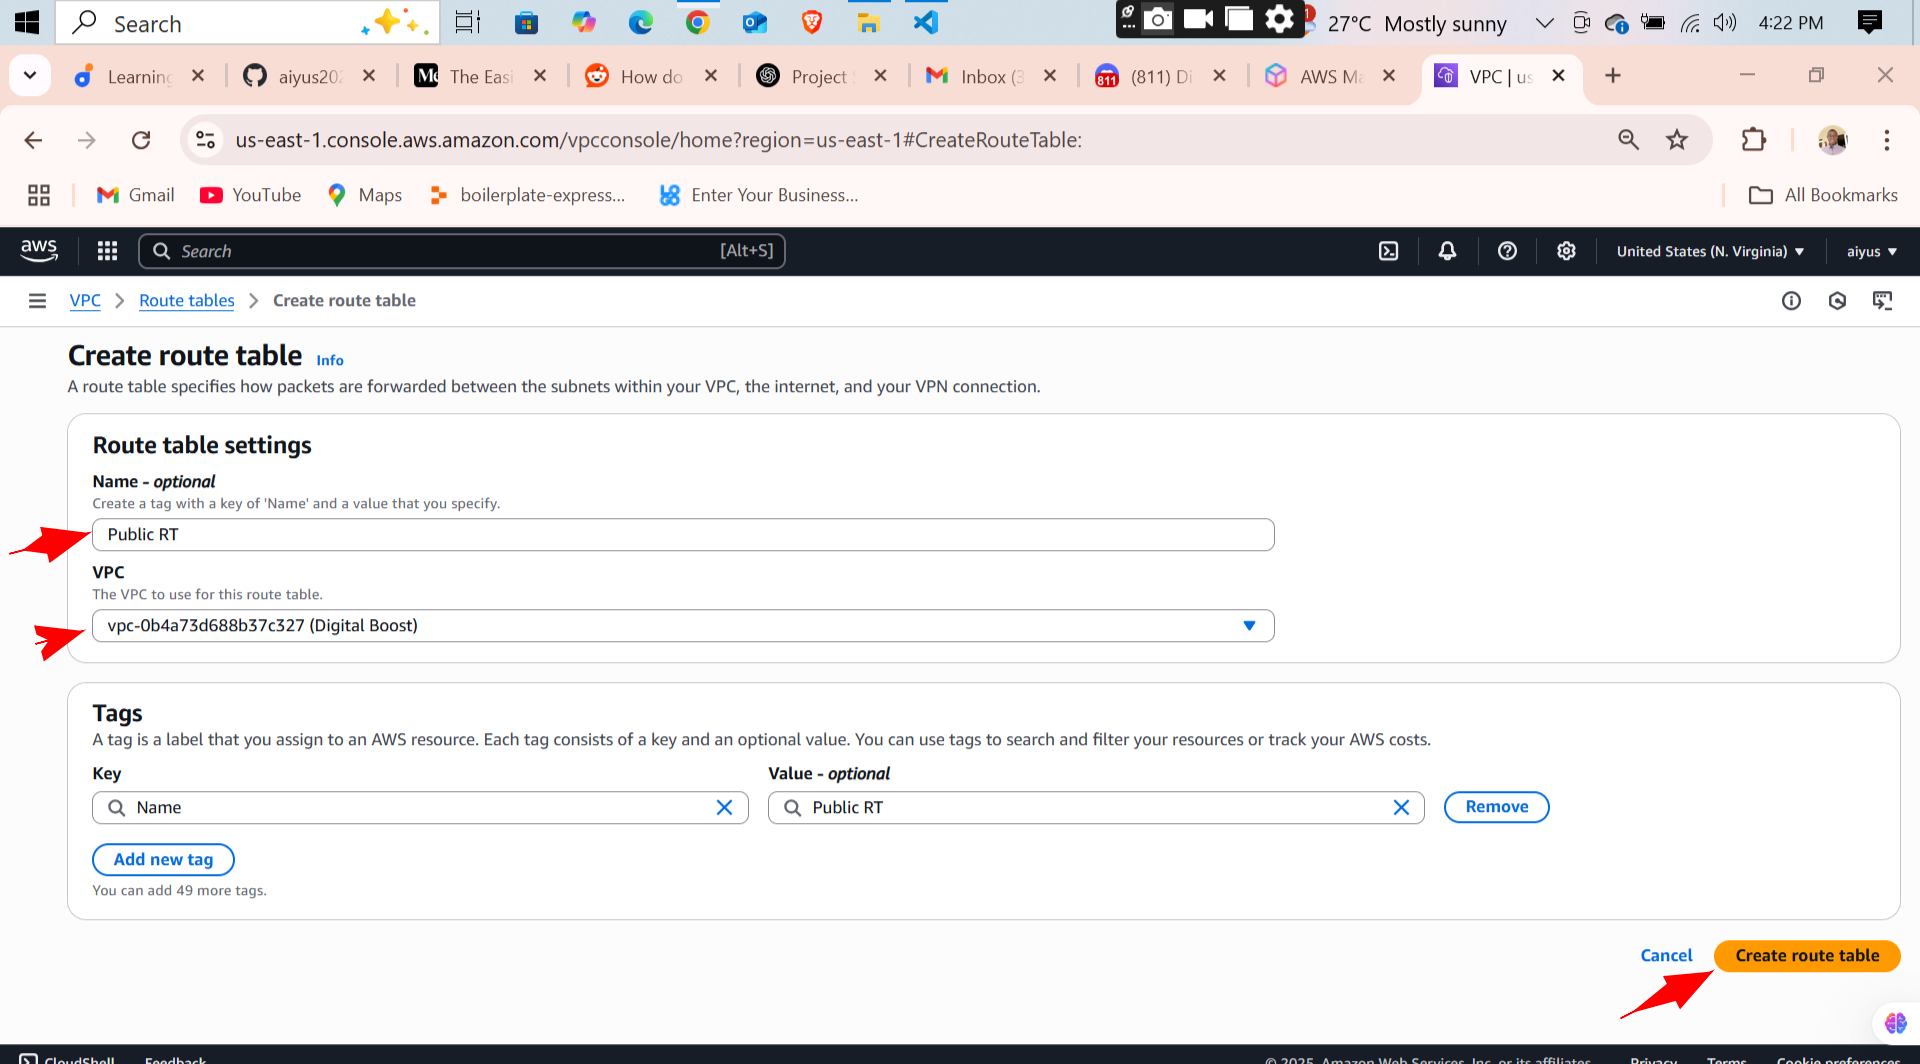 Search
27°C Mostly sunny
4:22 PM
Learning
aiyus202
Me
The Easi
How do
Project
Inbox (3
811
(811) Di
AWS Ma
VPC | us
us-east-1.console.aws.amazon.com/vpcconsole/home?region=us-east-1#CreateRouteTable:
Gmail
YouTube
Maps
boilerplate-express...
Enter Your Business...
All Bookmarks
aws
Search
[Alt+S]
United States (N. Virginia)
aiyus
VPC
Route tables
Create route table
Create route table Info
A route table specifies how packets are forwarded between the subnets within your VPC, the internet, and your VPN connection.
Route table settings
Name - optional
Create a tag with a key of 'Name' and a value that you specify.
Public RT
VPC
The VPC to use for this route table.
vpc-0b4a73d688b37c327 (Digital Boost)
Tags
A tag is a label that you assign to an AWS resource. Each tag consists of a key and an optional value. You can use tags to search and filter your resources or track your AWS costs.
Key
Value - optional
Name
Public RT
Remove
Add new tag
You can add 49 more tags.
Cancel
Create route table
CloudShell
Feedback
© 2025, Amazon Web Services, Inc. or its affiliates.
Privacy
Terms
Cookie preferences